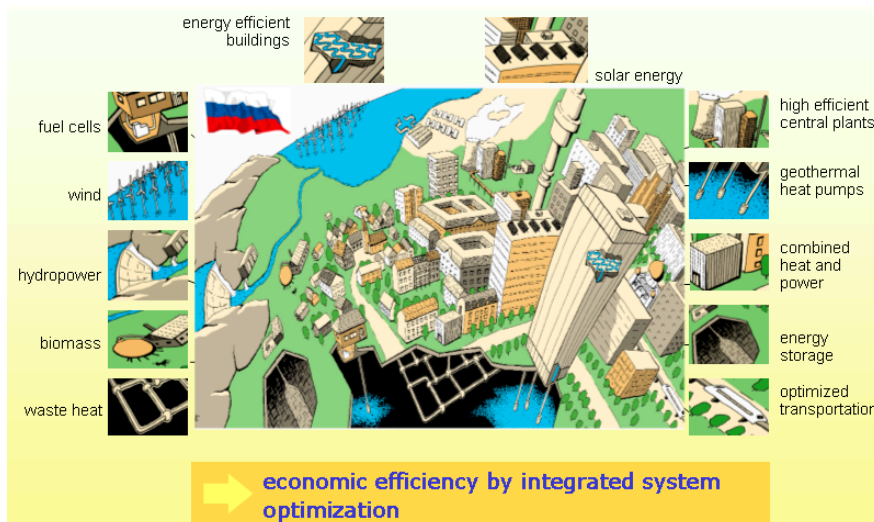 energy efficient
buildings
solar energy
fuel cells
wind
hydropower
biomass
waste heat
high efficient
central plants
geothermal
heat pumps
combined
heat and
power
energy
storage
optimized
transportation
economic efficiency by integrated system
optimization